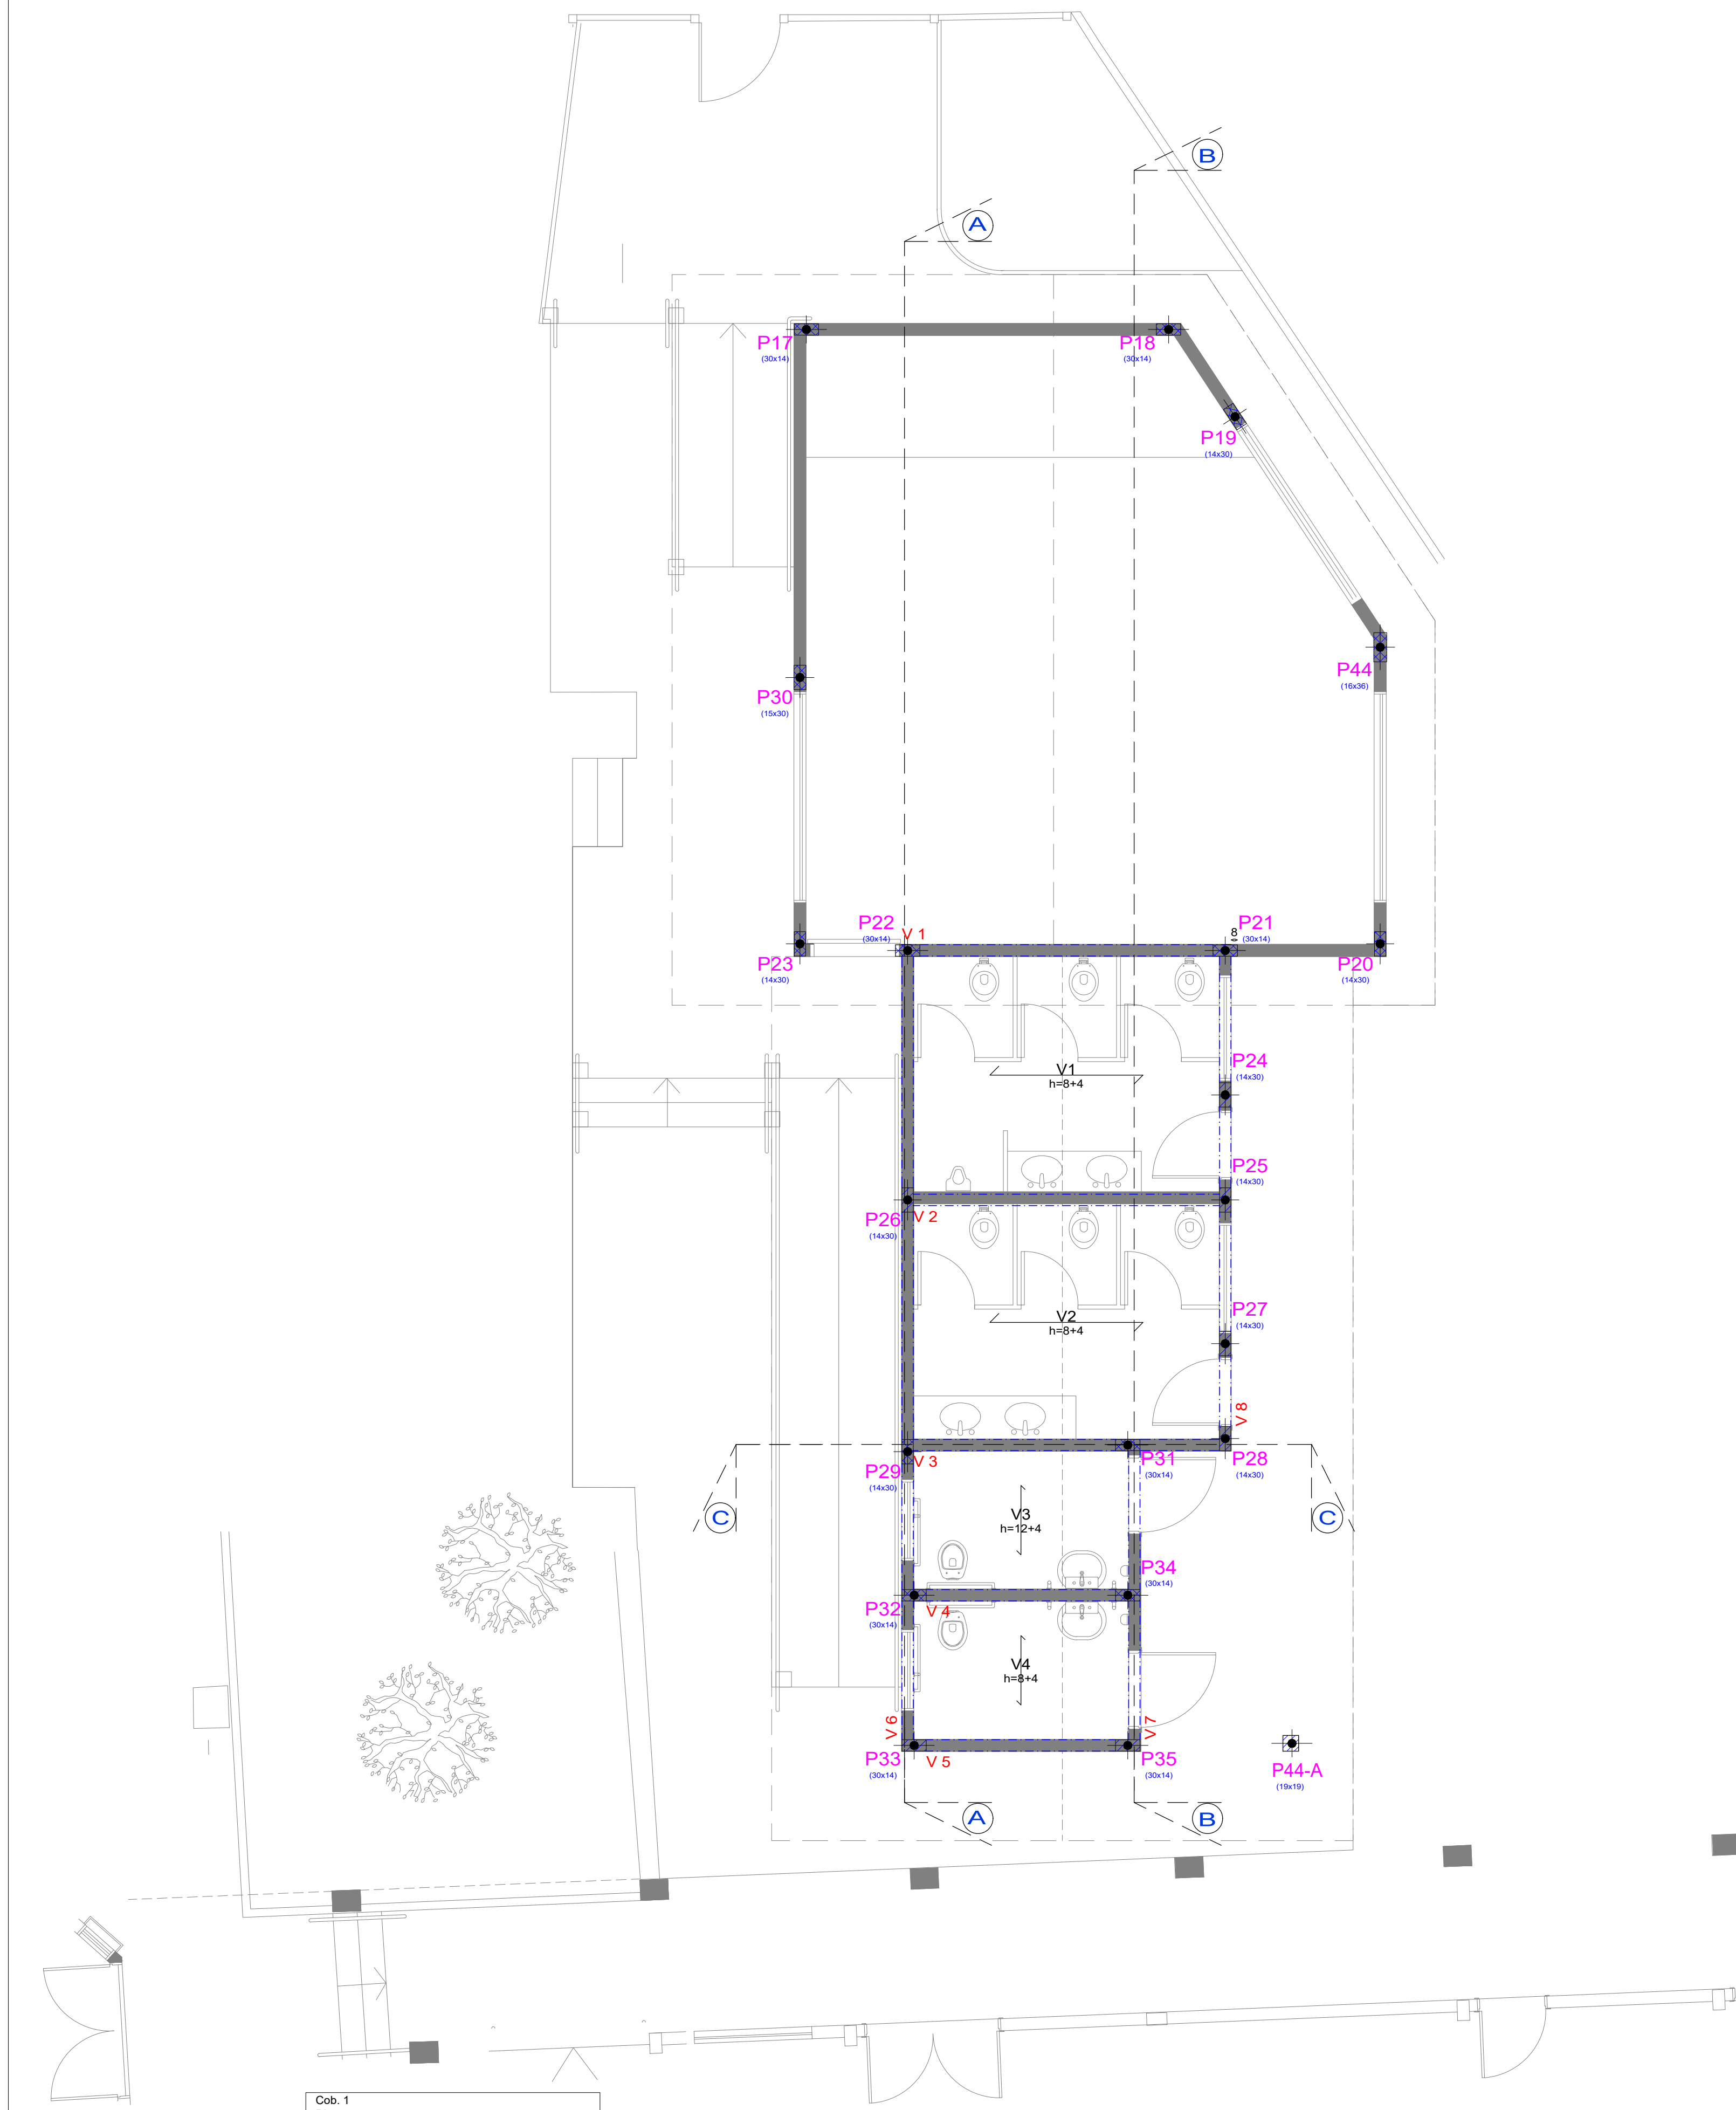 B
A
P17
(30x14)
P18
(30x14)
P19
(14x30)
P44
(16x36)
P30
(15x30)
P22
(30x14)
V 1
8
P21
(30x14)
P23
(14x30)
P20
(14x30)
P24
(14x30)
V1
h=8+4
P25
(14x30)
P26
(14x30)
V 2
P27
(14x30)
V2
h=8+4
V 8
P29
(14x30)
V 3
P31
(30x14)
P28
(14x30)
C
V3
h=12+4
C
P34
(30x14)
P32
(30x14)
V 4
V4
h=8+4
V 6
V 7
P33
(30x14)
V 5
P35
(30x14)
P44-A
(19x19)
A
B
Cob. 1